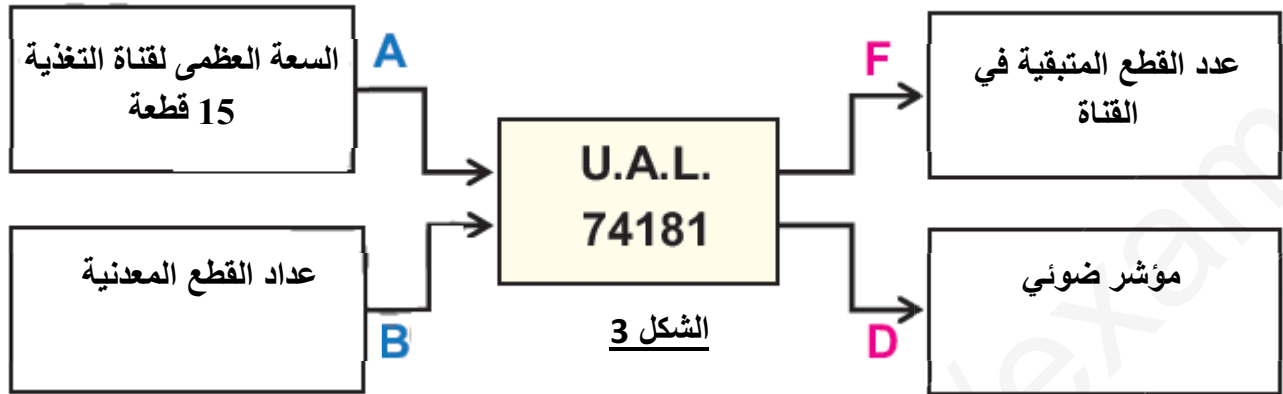 السعة العظمى لقناة التغذية
15 قطعة
A
F
عدد القطع المتبقية في
القناة
U.A.L.
74181
عداد القطع المعدنية
B
الشكل 3
D
مؤشر ضوئي